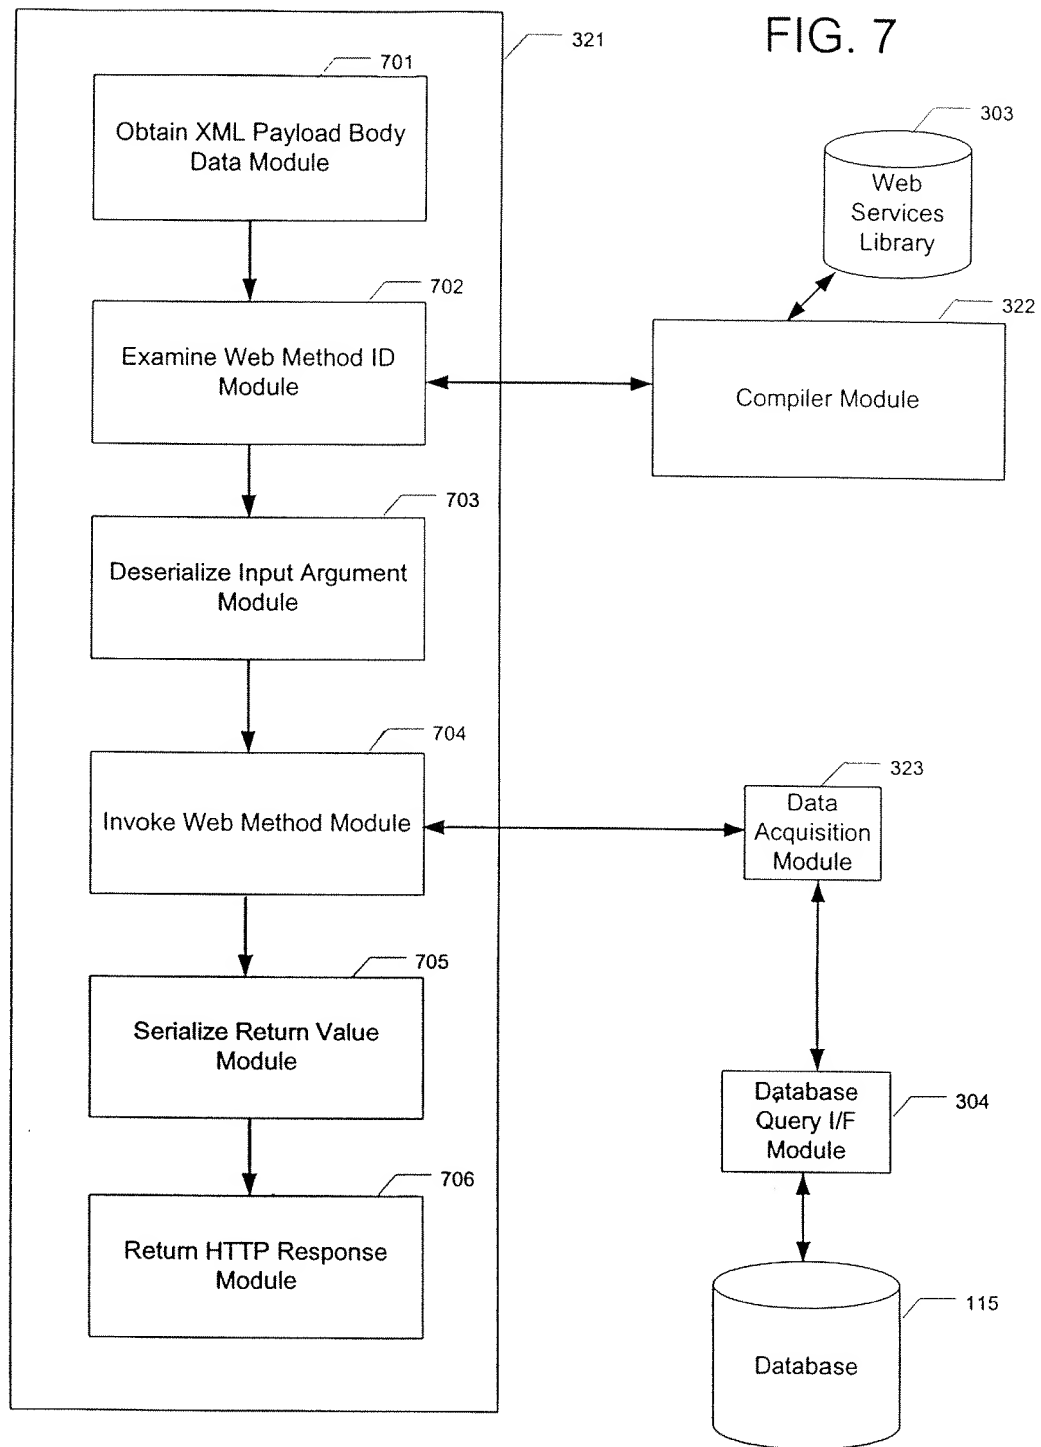 FIG. 7
321
701
Obtain XML Payload Body
Data Module
303
Web
Services
Library
702
Examine Web Method ID
Module
322
Compiler Module
703
Deserialize Input Argument
Module
704
Invoke Web Method Module
323
Data
Acquisition
Module
705
Serialize Return Value
Module
Database
Query I/F
Module
304
706
Return HTTP Response
Module
115
Database